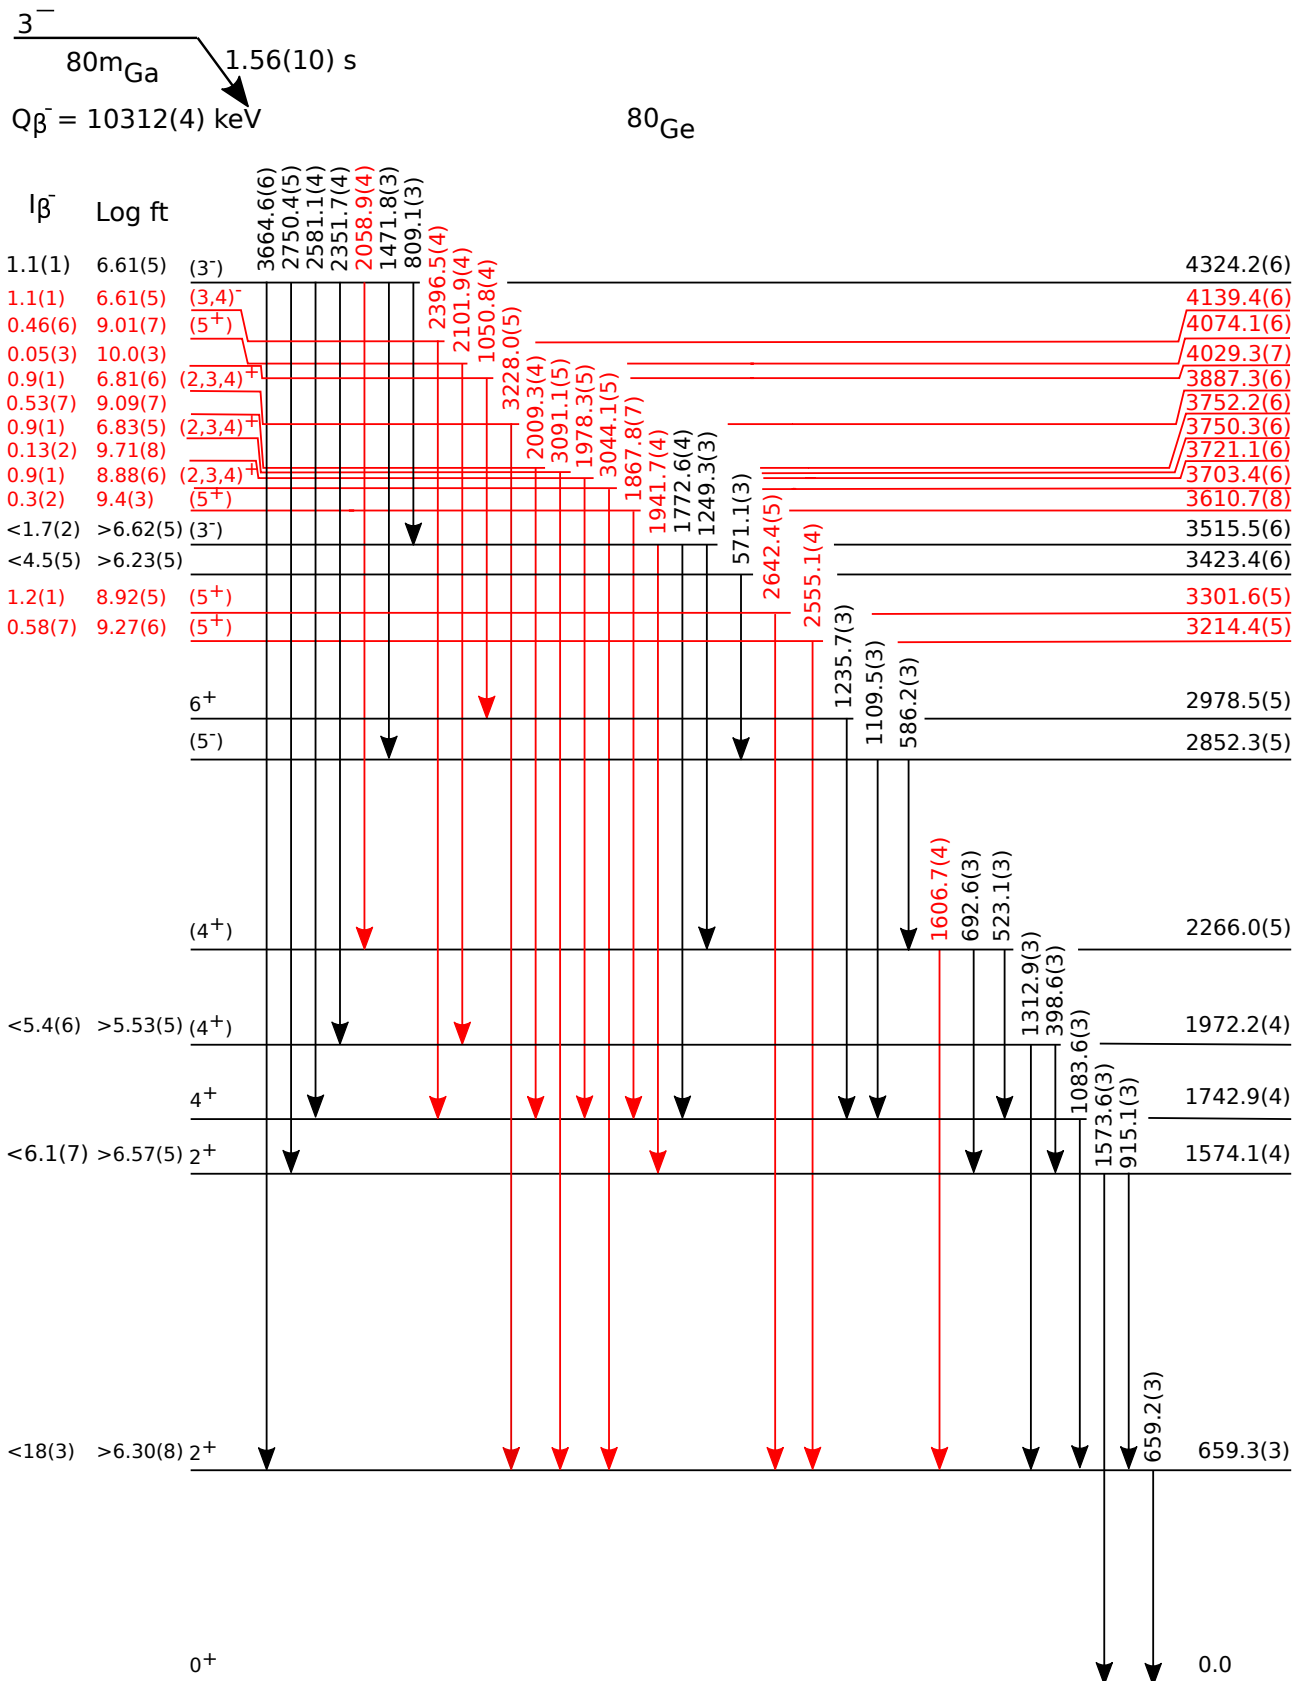 3⁻
80mGa
1.56(10) s
Qβ⁻ = 10312(4) keV
80Ge
Iβ⁻ Log ft
3664.6(6)
2750.4(5)
2581.1(4)
2351.7(4)
2058.9(4)
1471.8(3)
809.1(3)
2396.5(4)
2101.9(4)
1050.8(4)
3228.0(5)
2009.3(4)
3091.1(5)
1978.3(5)
3044.1(5)
1867.8(7)
1941.7(4)
1772.6(4)
1249.3(3)
571.1(3)
2642.4(5)
2555.1(4)
1235.7(3)
1109.5(3)
586.2(3)
1606.7(4)
692.6(3)
523.1(3)
1312.9(3)
398.6(3)
1083.6(3)
1573.6(3)
915.1(3)
659.2(3)
1.1(1) 6.61(5) (3⁻) 4324.2(6)
1.1(1) 6.61(5) (3,4)⁻ 4139.4(6)
0.46(6) 9.01(7) (5⁺) 4074.1(6)
0.05(3) 10.0(3) 4029.3(7)
0.9(1) 6.81(6) (2,3,4)⁺ 3887.3(6)
0.53(7) 9.09(7) 3752.2(6)
0.9(1) 6.83(5) (2,3,4)⁺ 3750.3(6)
0.13(2) 9.71(8) 3721.1(6)
0.9(1) 8.88(6) (2,3,4)⁺ 3703.4(6)
0.3(2) 9.4(3) (5⁺) 3610.7(8)
<1.7(2) >6.62(5) (3⁻) 3515.5(6)
<4.5(5) >6.23(5) 3423.4(6)
1.2(1) 8.92(5) (5⁺) 3301.6(5)
0.58(7) 9.27(6) (5⁺) 3214.4(5)
6⁺ 2978.5(5)
(5⁻) 2852.3(5)
(4⁺) 2266.0(5)
<5.4(6) >5.53(5) (4⁺) 1972.2(4)
4⁺ 1742.9(4)
<6.1(7) >6.57(5) 2⁺ 1574.1(4)
<18(3) >6.30(8) 2⁺ 659.3(3)
0⁺ 0.0